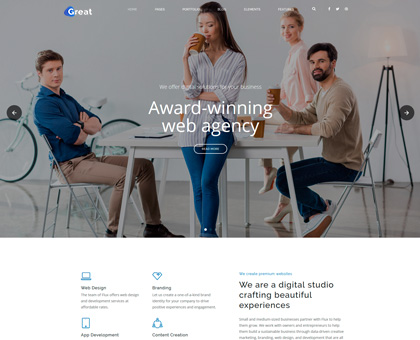 Great
HOME PAGES PORTFOLIO BLOG ELEMENTS FEATURES
We offer digital solutions for your business
Award-winning
web agency
READ MORE
We create premium websites
We are a digital studio
crafting beautiful
experiences
Web Design
The team of Flux offers web design
and development services at
affordable rates.
Branding
Let us create a one-of-a-kind brand
identity for your company to drive
positive experiences and engagement.
Small and medium-sized businesses partner with Flux to help
them grow. We work with owners and entrepreneurs to help
them build a sustainable business through data-driven creative
marketing, branding, web design, and development that are all
App Development
Content Creation